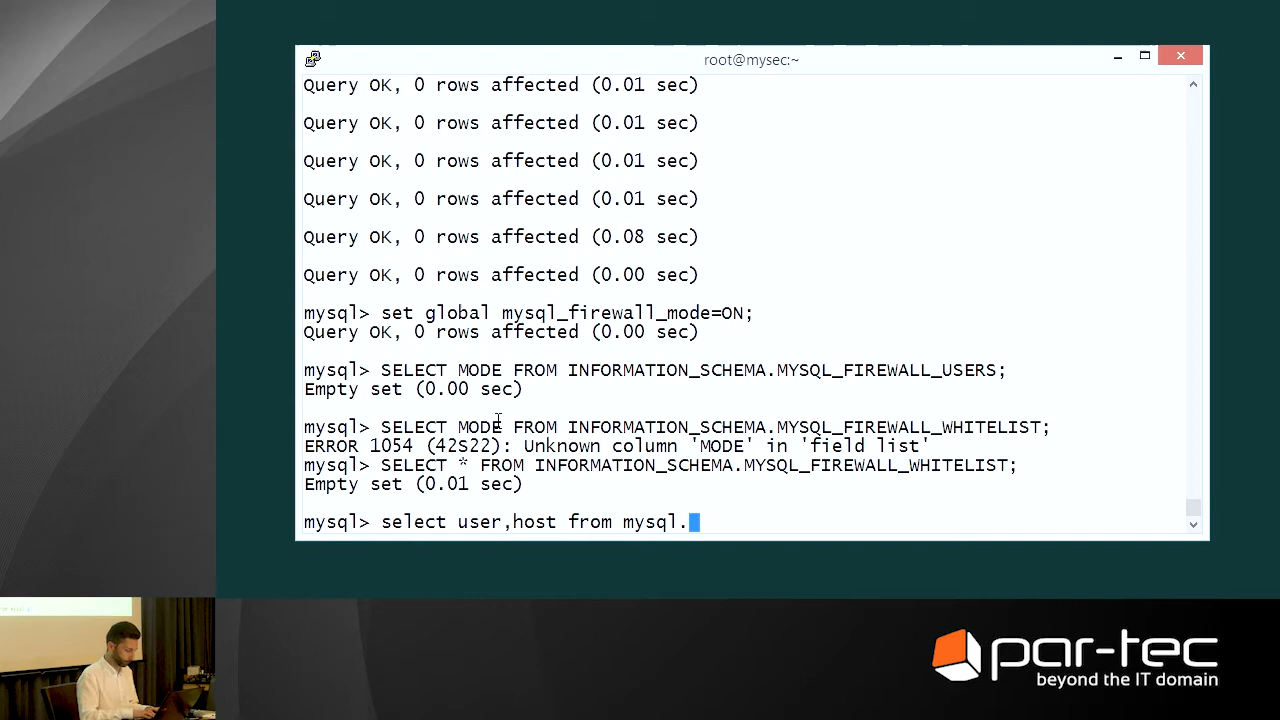 root@mysec:~
Query OK, 0 rows affected (0.01 sec)
Query OK, 0 rows affected (0.01 sec)
Query OK, 0 rows affected (0.01 sec)
Query OK, 0 rows affected (0.01 sec)
Query OK, 0 rows affected (0.08 sec)
Query OK, 0 rows affected (0.00 sec)
mysql> set global mysql_firewall_mode=ON;
Query OK, 0 rows affected (0.00 sec)
mysql> SELECT MODE FROM INFORMATION_SCHEMA.MYSQL_FIREWALL_USERS;
Empty set (0.00 sec)
mysql> SELECT MODE FROM INFORMATION_SCHEMA.MYSQL_FIREWALL_WHITELIST;
ERROR 1054 (42S22): Unknown column 'MODE' in 'field list'
mysql> SELECT * FROM INFORMATION_SCHEMA.MYSQL_FIREWALL_WHITELIST;
Empty set (0.01 sec)
mysql> select user,host from mysql.
par-tec
beyond the IT domain